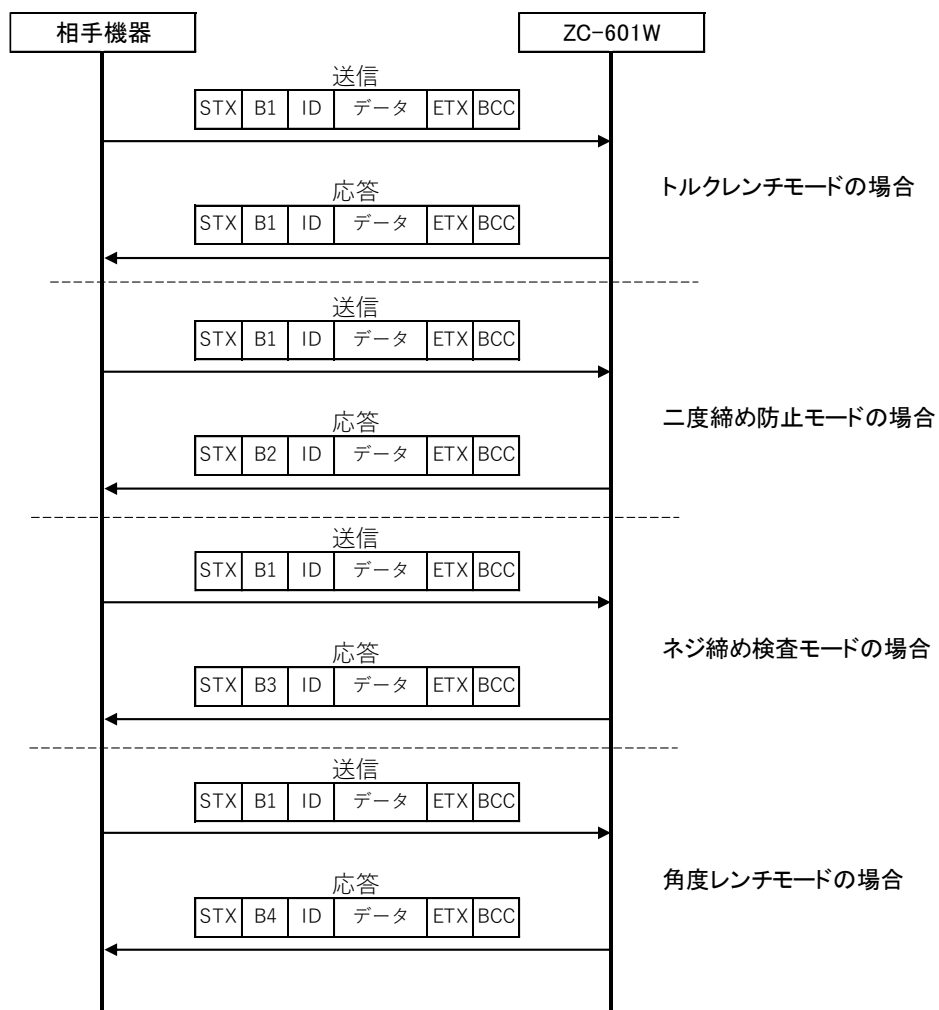 相手機器 ZC-601W
送信
STX B1 ID データ ETX BCC
トルクレンチモードの場合
応答
STX B1 ID データ ETX BCC
送信
STX B1 ID データ ETX BCC
二度締め防止モードの場合
応答
STX B2 ID データ ETX BCC
送信
STX B1 ID データ ETX BCC
ネジ締め検査モードの場合
応答
STX B3 ID データ ETX BCC
送信
STX B1 ID データ ETX BCC
角度レンチモードの場合
応答
STX B4 ID データ ETX BCC